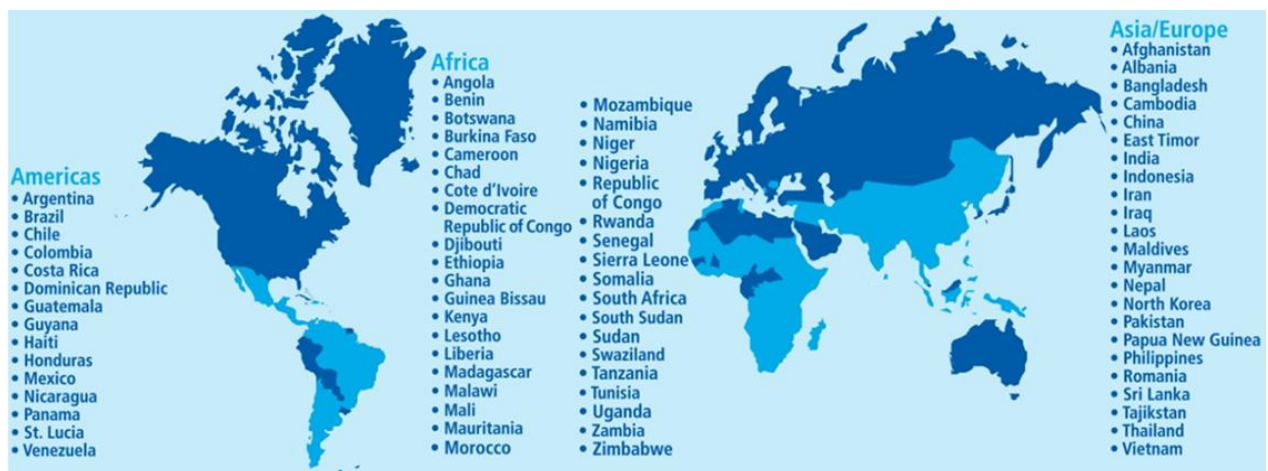 Americas
• Argentina
• Brazil
• Chile
• Colombia
• Costa Rica
• Dominican Republic
• Guatemala
• Guyana
• Haiti
• Honduras
• Mexico
• Nicaragua
• Panama
• St. Lucia
• Venezuela
Africa
• Angola
• Benin
• Botswana
• Burkina Faso
• Cameroon
• Chad
• Cote d'Ivoire
• Democratic
Republic of Congo
• Djibouti
• Ethiopia
• Ghana
• Guinea Bissau
• Kenya
• Lesotho
• Liberia
• Madagascar
• Malawi
• Mali
• Mauritania
• Morocco
• Mozambique
• Namibia
• Niger
• Nigeria
• Republic
of Congo
• Rwanda
• Senegal
• Sierra Leone
• Somalia
• South Africa
• South Sudan
• Sudan
• Swaziland
• Tanzania
• Tunisia
• Uganda
• Zambia
• Zimbabwe
Asia/Europe
• Afghanistan
• Albania
• Bangladesh
• Cambodia
• China
• East Timor
• India
• Indonesia
• Iran
• Iraq
• Laos
• Maldives
• Myanmar
• Nepal
• North Korea
• Pakistan
• Papua New Guinea
• Philippines
• Romania
• Sri Lanka
• Tajikstan
• Thailand
• Vietnam